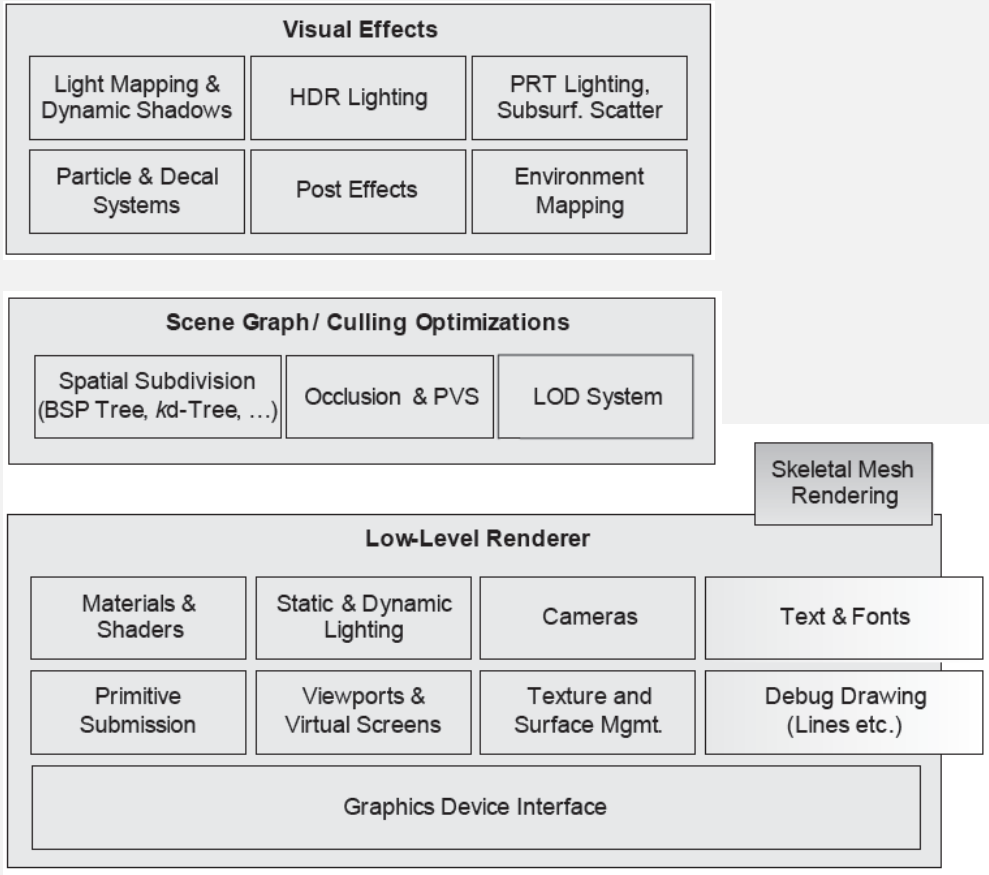 Visual Effects
Light Mapping &
Dynamic Shadows
HDR Lighting
PRT Lighting,
Subsurf. Scatter
Particle & Decal
Systems
Post Effects
Environment
Mapping
Scene Graph / Culling Optimizations
Spatial Subdivision
(BSP Tree, kd-Tree, …)
Occlusion & PVS
LOD System
Skeletal Mesh
Rendering
Low-Level Renderer
Materials &
Shaders
Static & Dynamic
Lighting
Cameras
Text & Fonts
Primitive
Submission
Viewports &
Virtual Screens
Texture and
Surface Mgmt.
Debug Drawing
(Lines etc.)
Graphics Device Interface